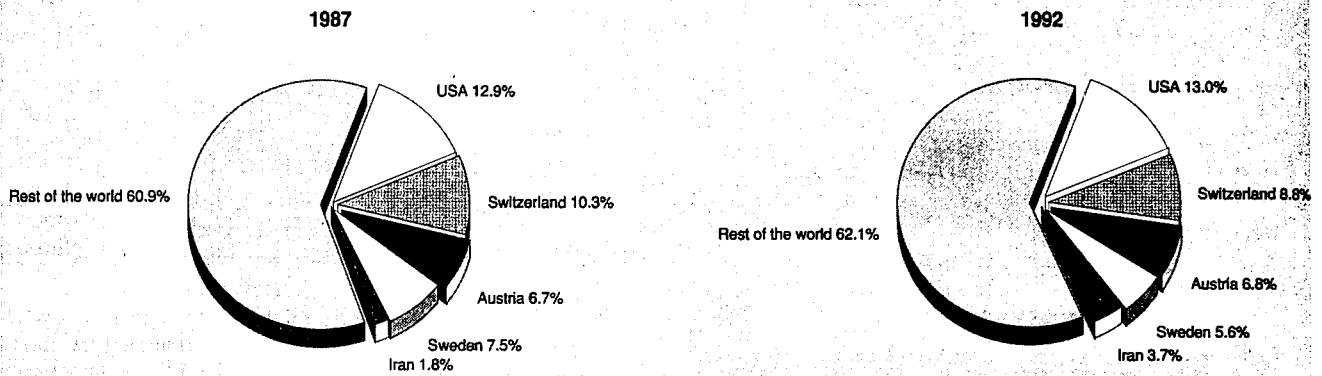 1987
USA 12.9%
Rest of the world 60.9%
Switzerland 10.3%
Austria 6.7%
Sweden 7.5%
Iran 1.8%
1992
USA 13.0%
Switzerland 8.8%
Rest of the world 62.1%
Austria 6.8%
Sweden 5.6%
Iran 3.7%